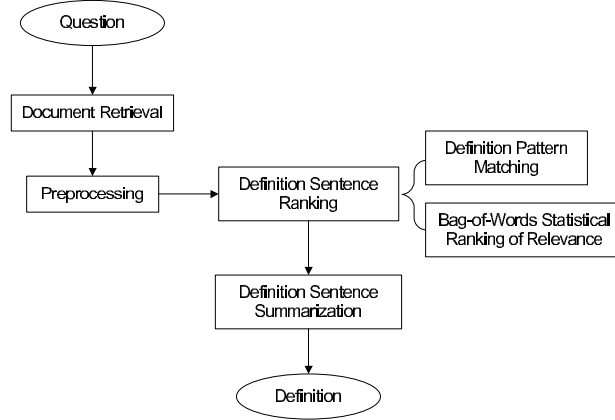 Question
Document Retrieval
Preprocessing
Definition Sentence
Ranking
Definition Pattern
Matching
Bag-of-Words Statistical
Ranking of Relevance
Definition Sentence
Summarization
Definition